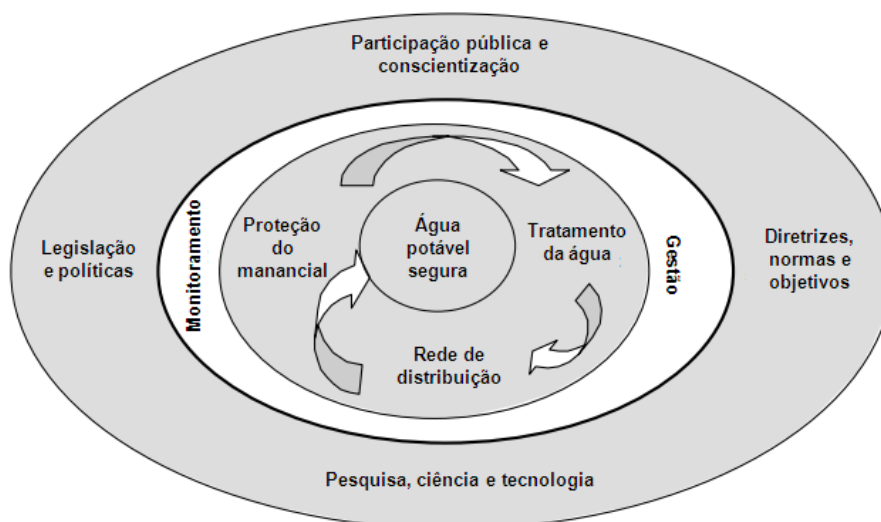 Participação pública e
conscientização
Legislação
e políticas
Monitoramento
Proteção
do
manancial
Água
potável
segura
Tratamento
da água
Gestão
Diretrizes,
normas e
objetivos
Rede de
distribuição
Pesquisa, ciência e tecnologia